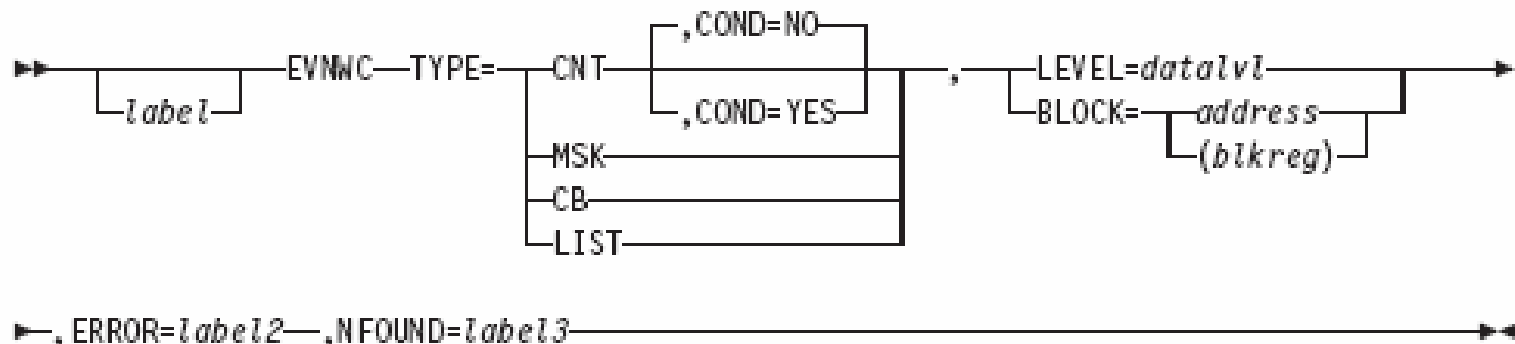 ,COND=NO
EVNWC TYPE= CNT , LEVEL=datalvl
label ,COND=YES BLOCK= address
MSK (blkreg)
CB
LIST
,ERROR=label2 ,NFOUND=label3